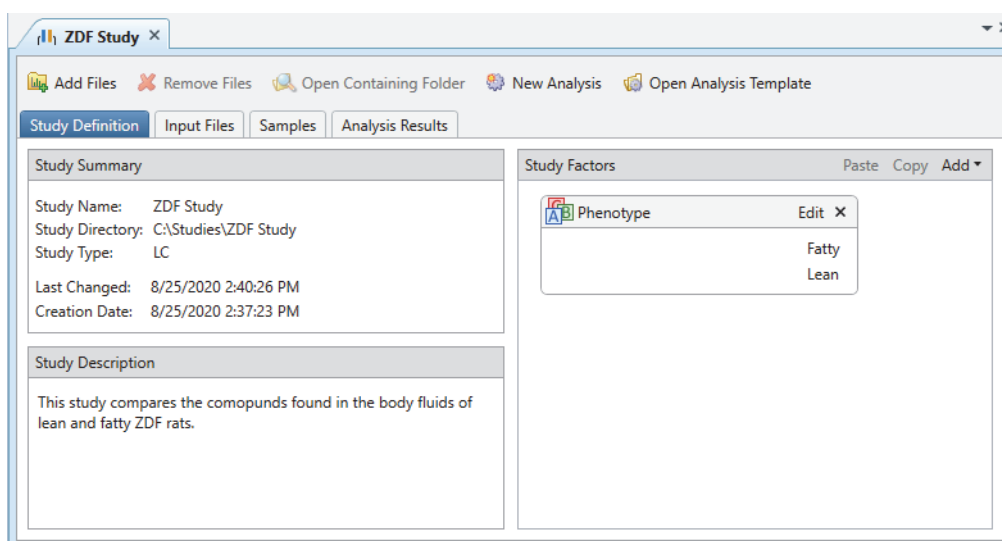 ZDF Study
Add Files Remove Files Open Containing Folder New Analysis Open Analysis Template
Study Definition Input Files Samples Analysis Results
Study Summary
Study Name: ZDF Study
Study Directory: C:\Studies\ZDF Study
Study Type: LC
Last Changed: 8/25/2020 2:40:26 PM
Creation Date: 8/25/2020 2:37:23 PM
Study Description
This study compares the comopunds found in the body fluids of
lean and fatty ZDF rats.
Study Factors Paste Copy Add
Phenotype Edit
Fatty
Lean